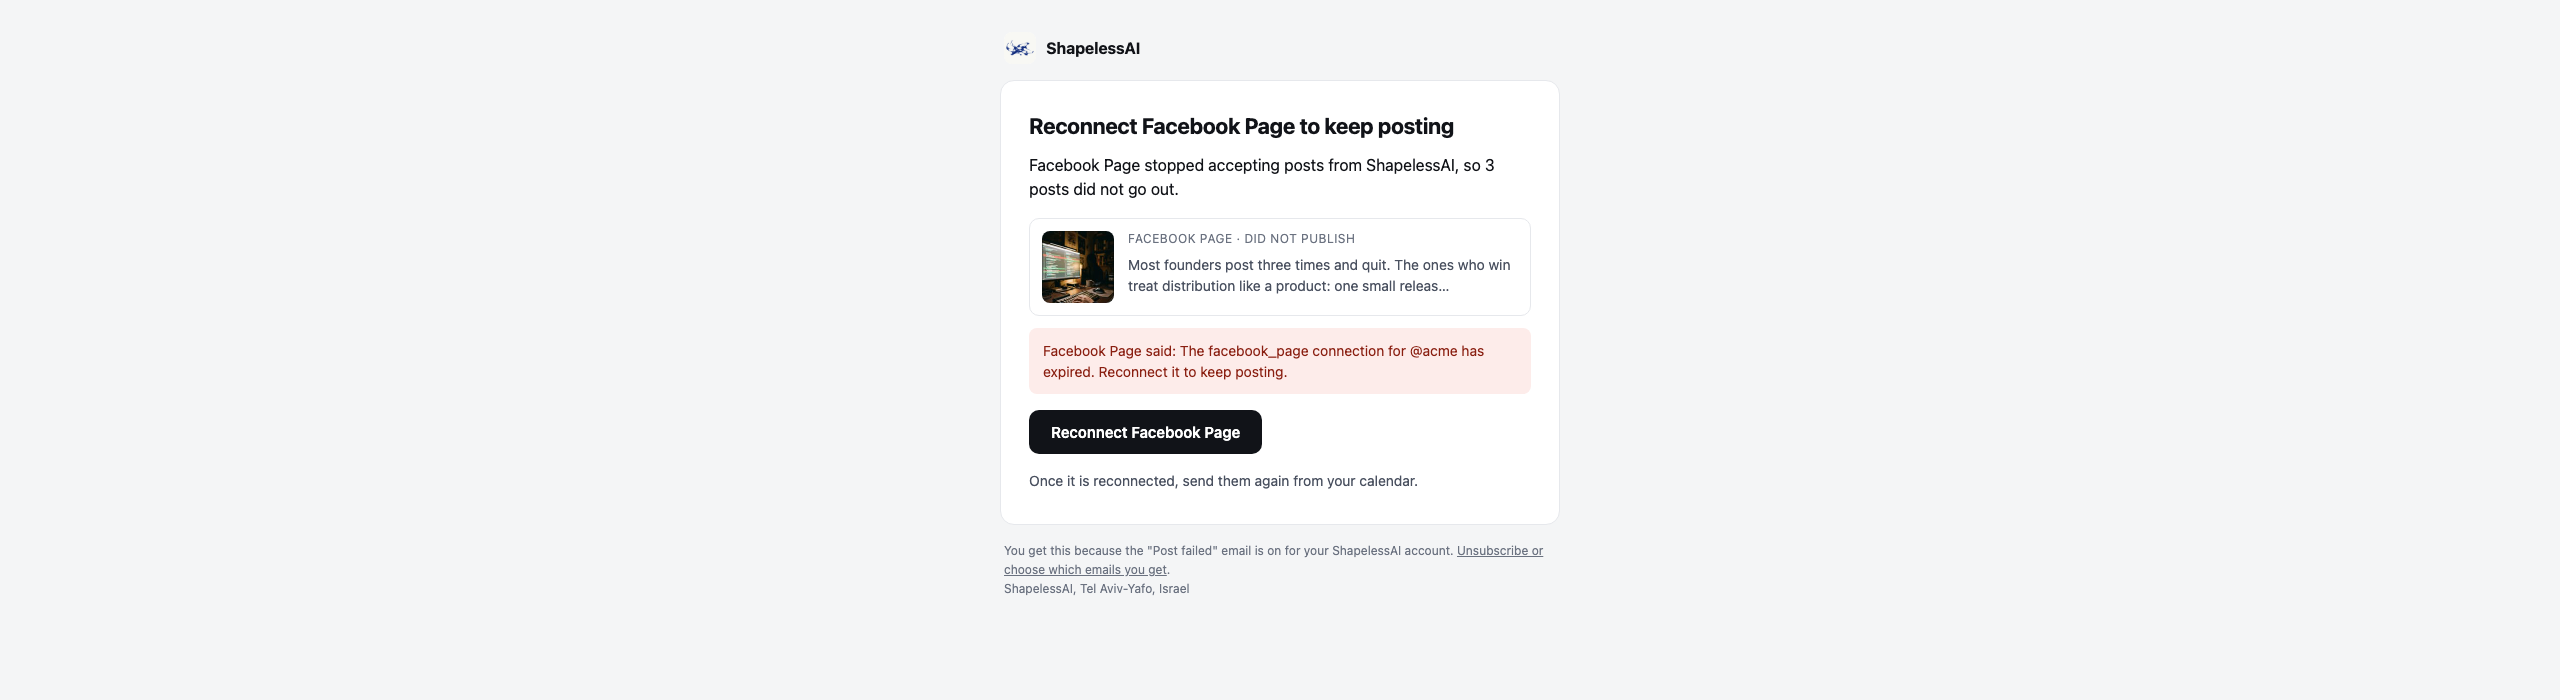 ShapelessAI
Reconnect Facebook Page to keep posting
Facebook Page stopped accepting posts from ShapelessAI, so 3
posts did not go out.
FACEBOOK PAGE · DID NOT PUBLISH
Most founders post three times and quit. The ones who win
treat distribution like a product: one small releas...
Facebook Page said: The facebook_page connection for @acme has
expired. Reconnect it to keep posting.
Reconnect Facebook Page
Once it is reconnected, send them again from your calendar.
You get this because the "Post failed" email is on for your ShapelessAI account. Unsubscribe or
choose which emails you get.
ShapelessAI, Tel Aviv-Yafo, Israel